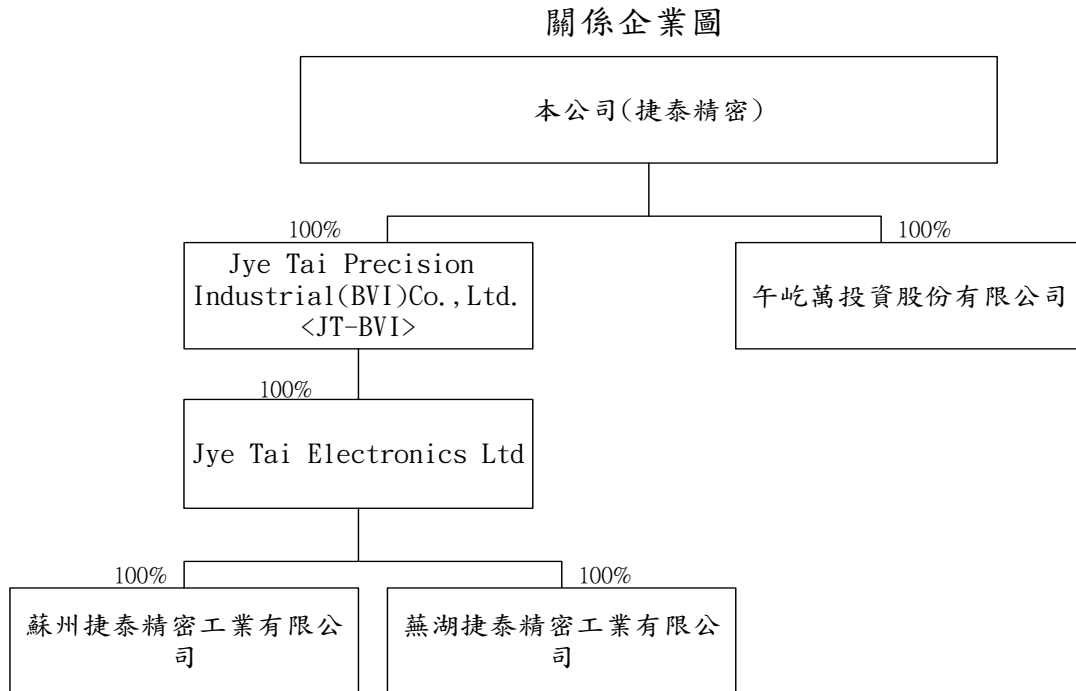 關係企業圖
本公司(捷泰精密)
100%
100%
Jye Tai Precision
Industrial(BVI)Co.,Ltd.
<JT-BVI>
午屹萬投資股份有限公司
100%
Jye Tai Electronics Ltd
100%
100%
蘇州捷泰精密工業有限公
司
蕪湖捷泰精密工業有限公
司